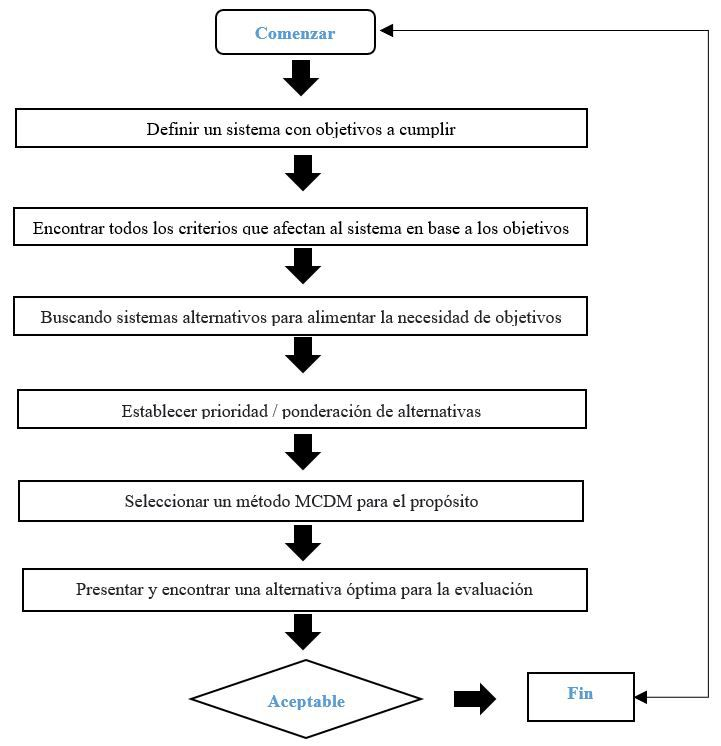 Comenzar
Definir un sistema con objetivos a cumplir
Encontrar todos los criterios que afectan al sistema en base a los objetivos
Buscando sistemas alternativos para alimentar la necesidad de objetivos
Establecer prioridad / ponderación de alternativas
Seleccionar un método MCDM para el propósito
Presentar y encontrar una alternativa óptima para la evaluación
Aceptable
Fin